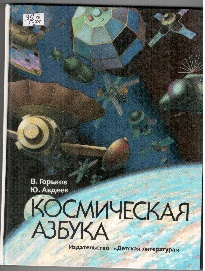 В. Горьков
Ю. Авдеев
КОСМИЧЕСКАЯ
АЗБУКА
Издательство «Детская литература»